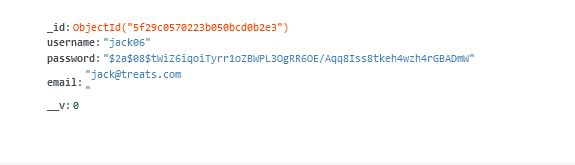 _id: ObjectId("5f29c0570223b050bcd0b2e3")
username: "jack06"
password: "$2a$08$tWiZ6iqoiTyrr1oZBWPL3OgRR6OE/Aqq8Iss8tkeh4wzh4rGBADmW"
email: "jack@treats.com
"
__v: 0